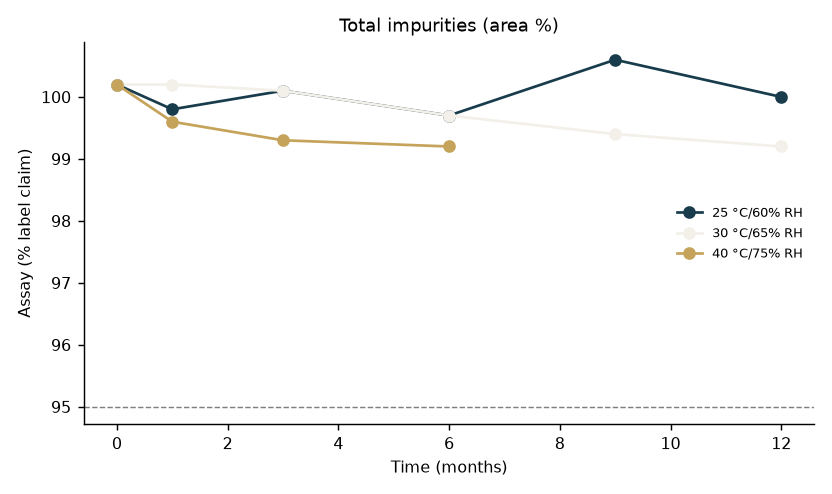 Total impurities (area %)
Assay (% label claim)
100
99
98
97
96
95
25 °C/60% RH
30 °C/65% RH
40 °C/75% RH
0 2 4 6 8 10 12
Time (months)